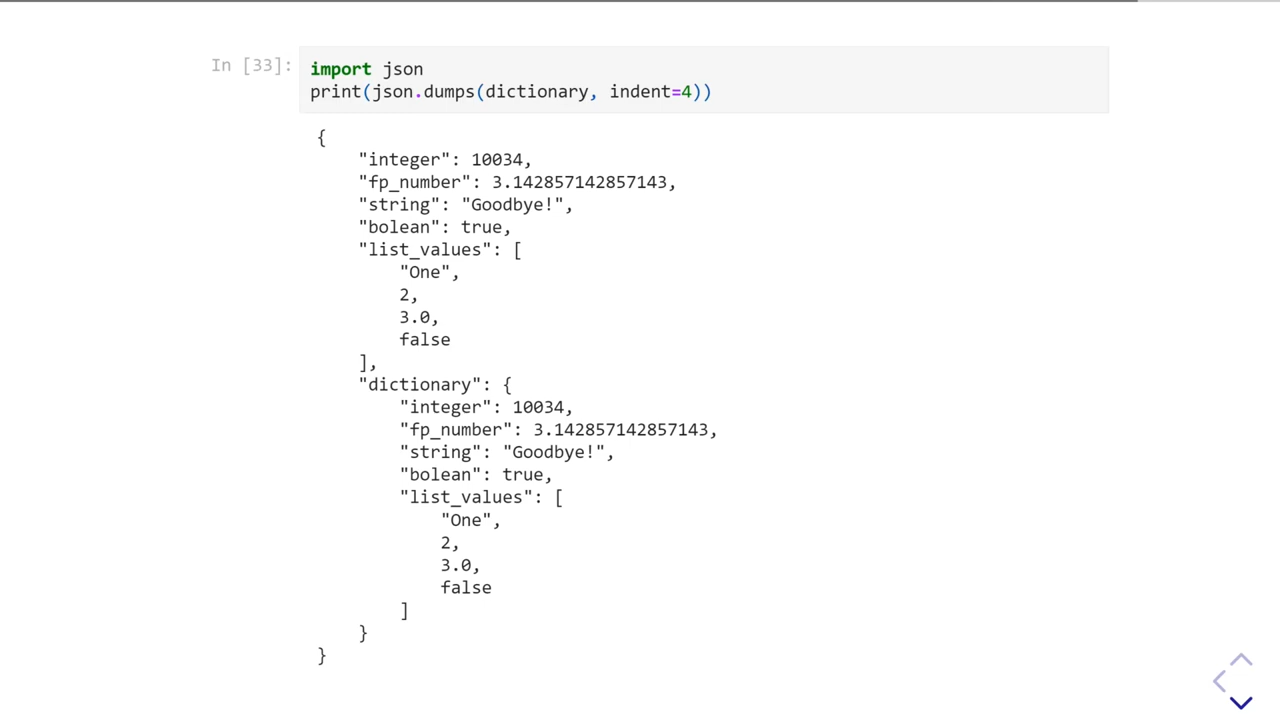 In [33]:
import json
print(json.dumps(dictionary, indent=4))
{
    "integer": 10034,
    "fp_number": 3.142857142857143,
    "string": "Goodbye!",
    "bolean": true,
    "list_values": [
        "One",
        2,
        3.0,
        false
    ],
    "dictionary": {
        "integer": 10034,
        "fp_number": 3.142857142857143,
        "string": "Goodbye!",
        "bolean": true,
        "list_values": [
            "One",
            2,
            3.0,
            false
        ]
    }
}